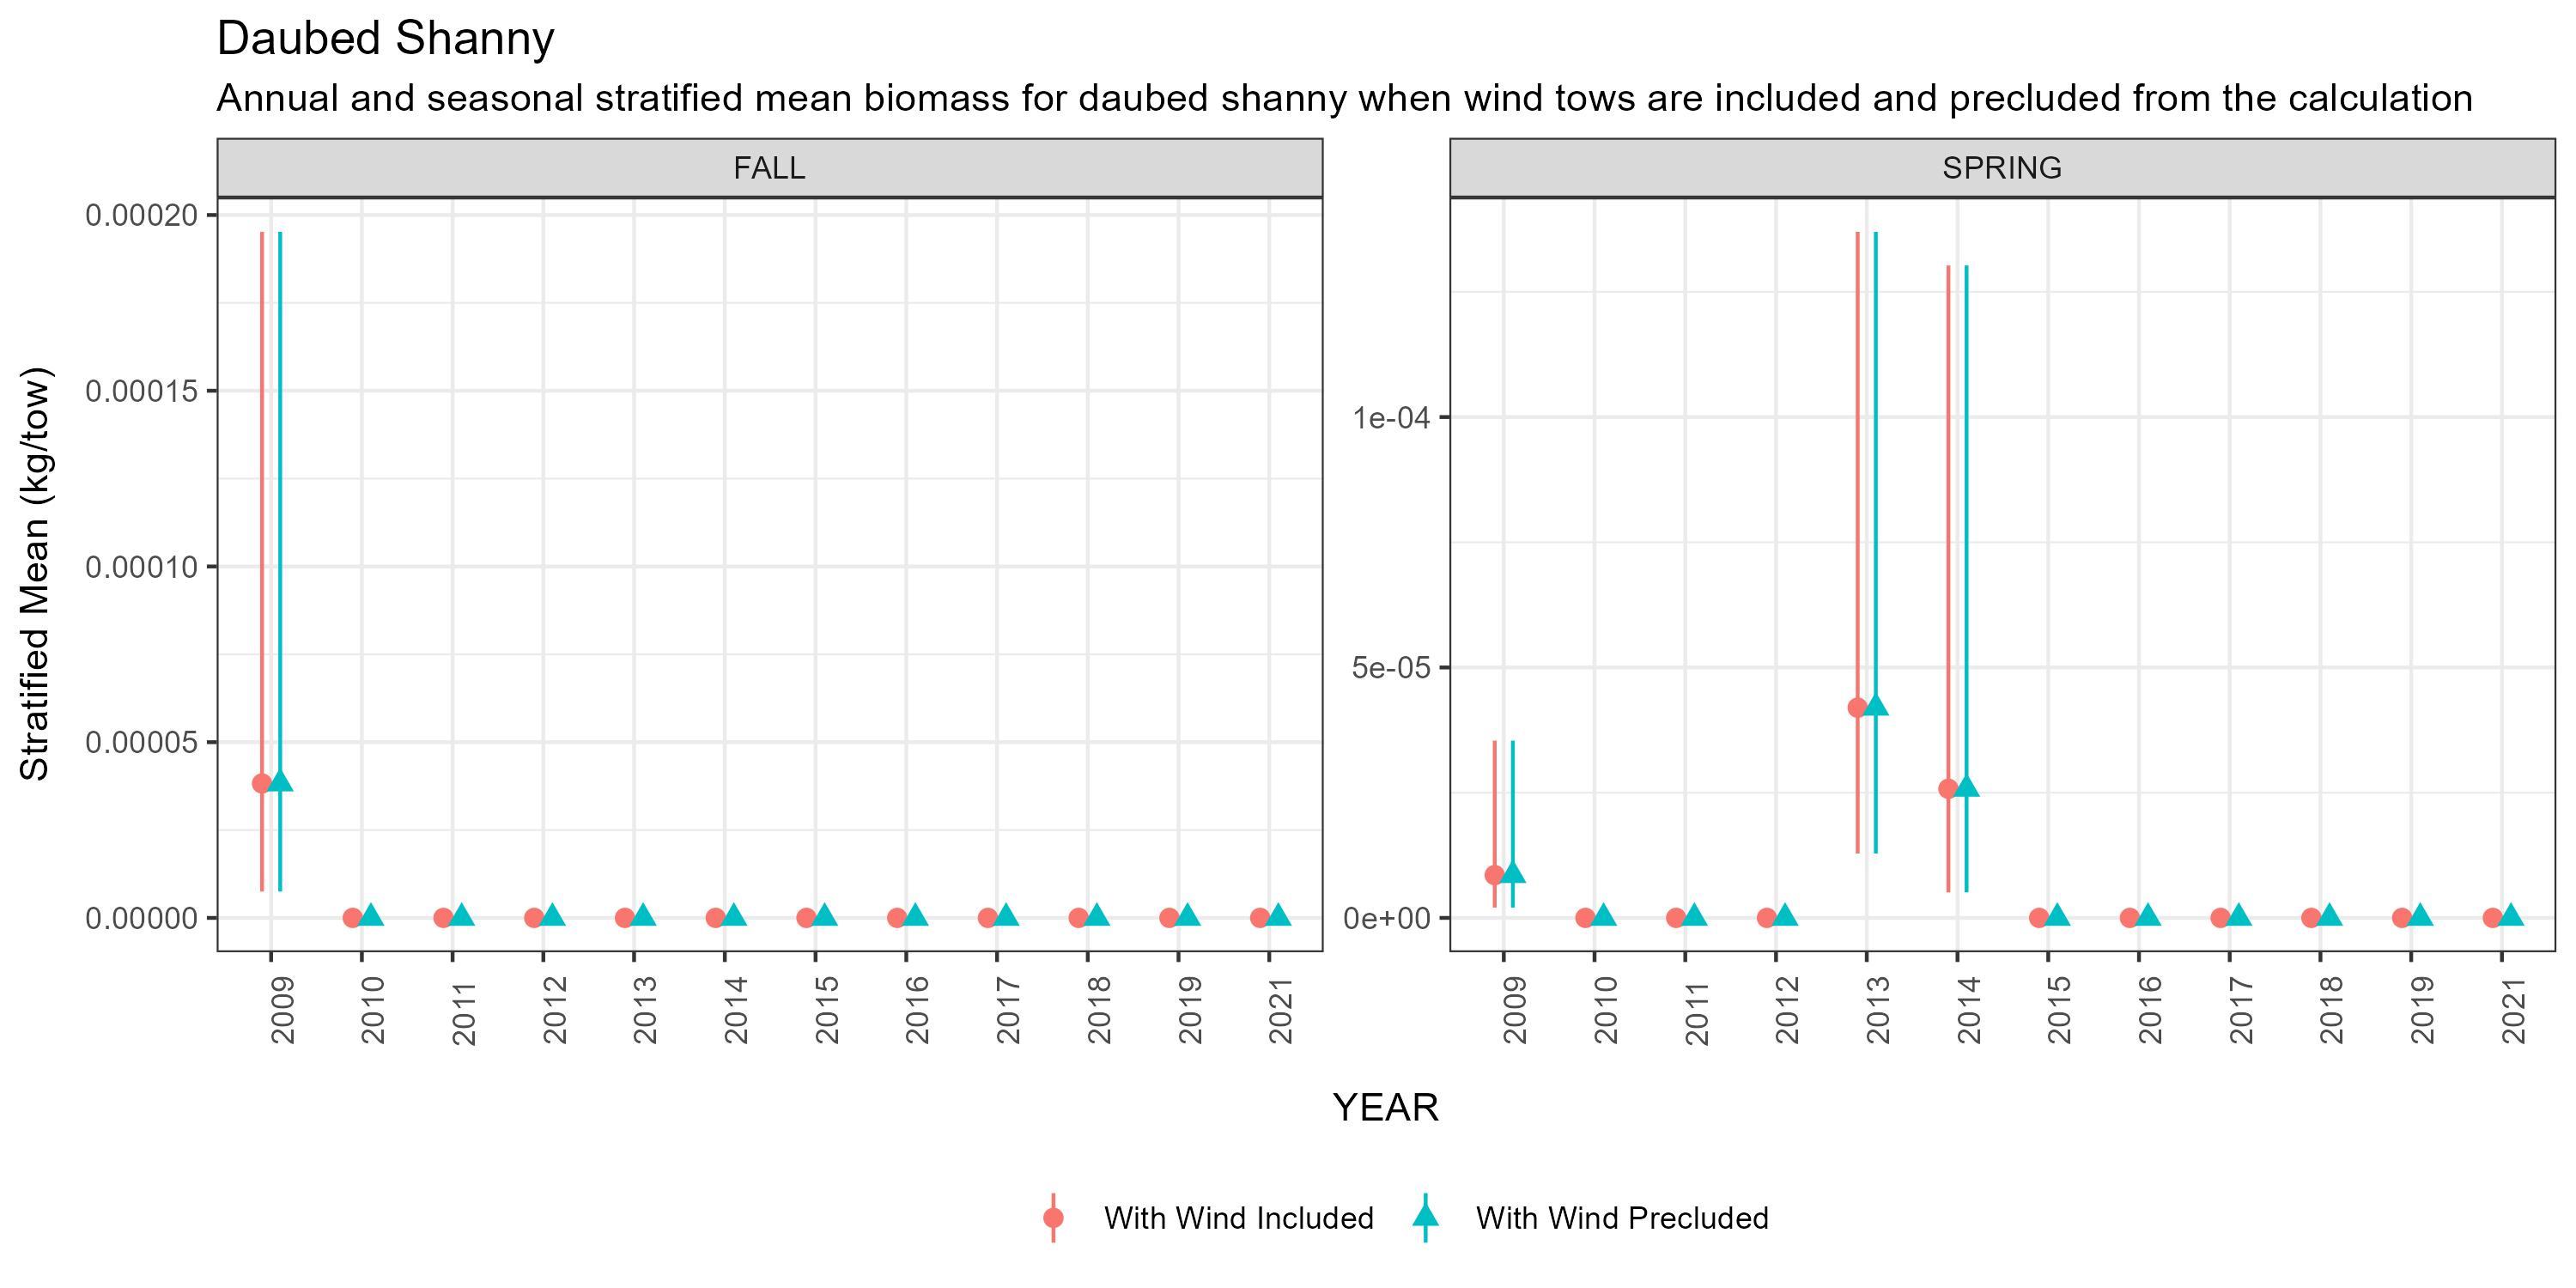 Daubed Shanny
Annual and seasonal stratified mean biomass for daubed shanny when wind tows are included and precluded from the calculation
FALL
SPRING
Stratified Mean (kg/tow)
0.00020
0.00015
0.00010
0.00005
0.00000
1e-04
5e-05
0e+00
2009 2010 2011 2012 2013 2014 2015 2016 2017 2018 2019 2021
2009 2010 2011 2012 2013 2014 2015 2016 2017 2018 2019 2021
YEAR
With Wind Included
With Wind Precluded